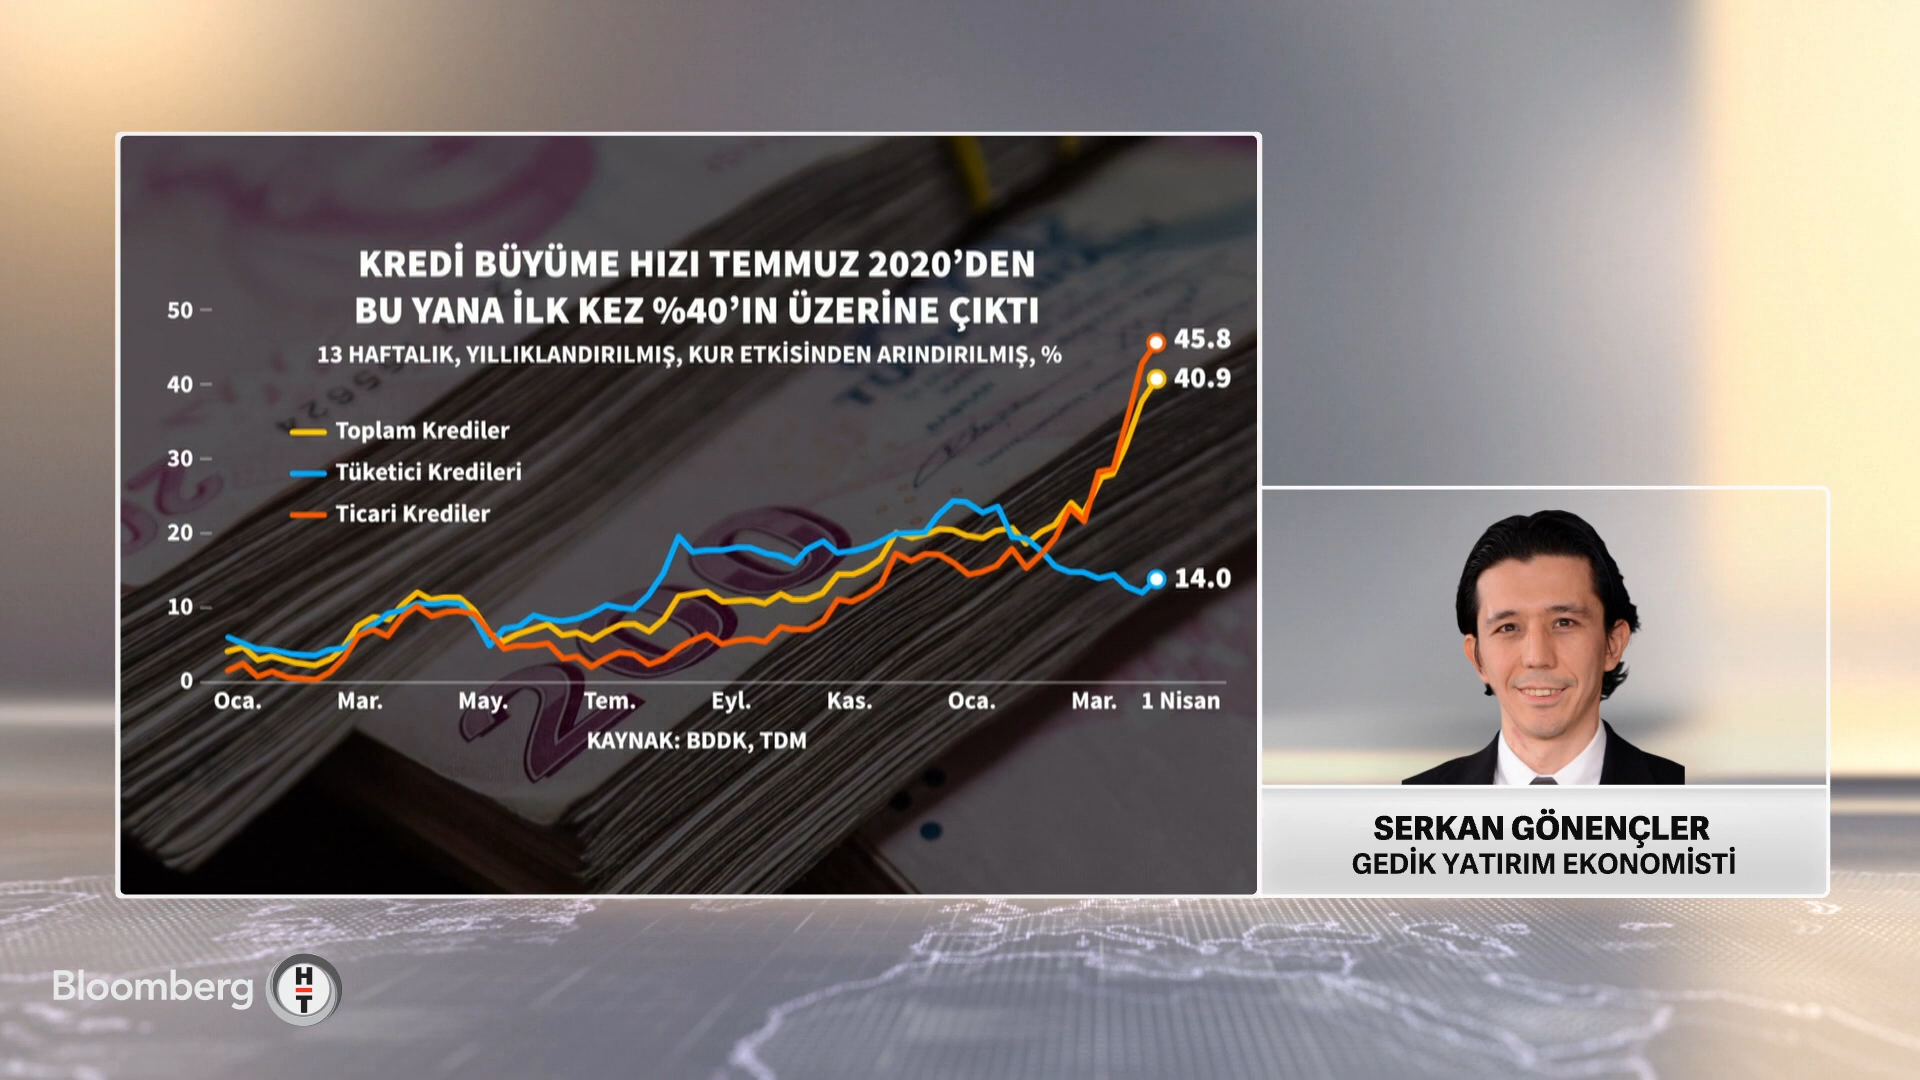 KREDİ BÜYÜME HIZI TEMMUZ 2020’DEN
BU YANA İLK KEZ %40’IN ÜZERİNE ÇIKTI
13 HAFTALIK, YILLIKLANDIRILMIŞ, KUR ETKİSİNDEN ARINDIRILMIŞ, %
50
40
30
20
10
0
Toplam Krediler
Tüketici Kredileri
Ticari Krediler
45.8
40.9
14.0
Oca. Mar. May. Tem. Eyl. Kas. Oca. Mar. 1 Nisan
KAYNAK: BDDK, TDM
200
SERKAN GÖNENÇLER
GEDİK YATIRIM EKONOMİSTİ
Bloomberg HT